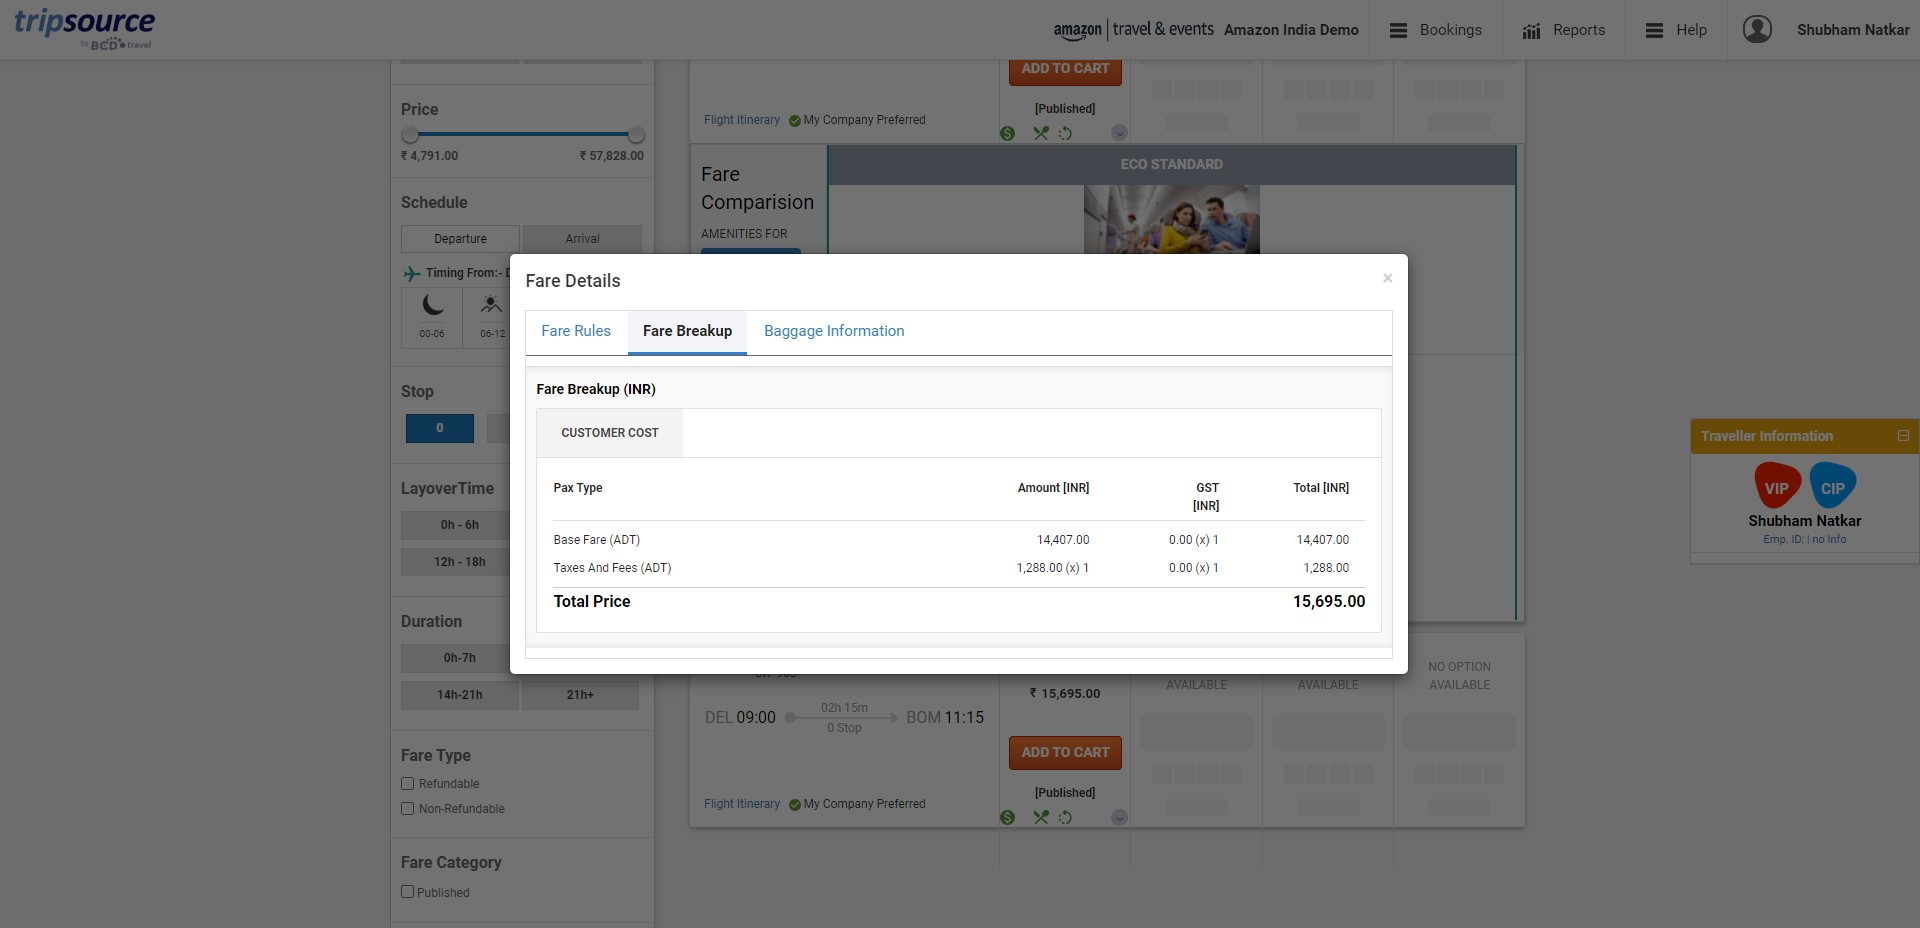 tripsource
by BCD travel
amazon travel & events Amazon India Demo
Bookings
Reports
Help
Shubham Natkar
Price
₹ 4,791.00 ₹ 57,828.00
Schedule
Departure Arrival
Timing From:-
00-06 06-12
Stop
0
LayoverTime
0h - 6h
12h - 18h
Duration
0h-7h
14h-21h 21h+
Fare Type
Refundable
Non-Refundable
Fare Category
Published
ADD TO CART
[Published]
Flight Itinerary My Company Preferred
Fare
Comparision
AMENITIES FOR
ECO STANDARD
Fare Details ×
Fare Rules Fare Breakup Baggage Information
Fare Breakup (INR)
CUSTOMER COST
Pax Type Amount [INR] GST [INR] Total [INR]
Base Fare (ADT) 14,407.00 0.00 (x) 1 14,407.00
Taxes And Fees (ADT) 1,288.00 (x) 1 0.00 (x) 1 1,288.00
Total Price 15,695.00
₹ 15,695.00
DEL 09:00 02h 15m BOM 11:15
0 Stop
ADD TO CART
[Published]
Flight Itinerary My Company Preferred
AVAILABLE
AVAILABLE
NO OPTION
AVAILABLE
Traveller Information
VIP CIP
Shubham Natkar
Emp. ID: | no Info